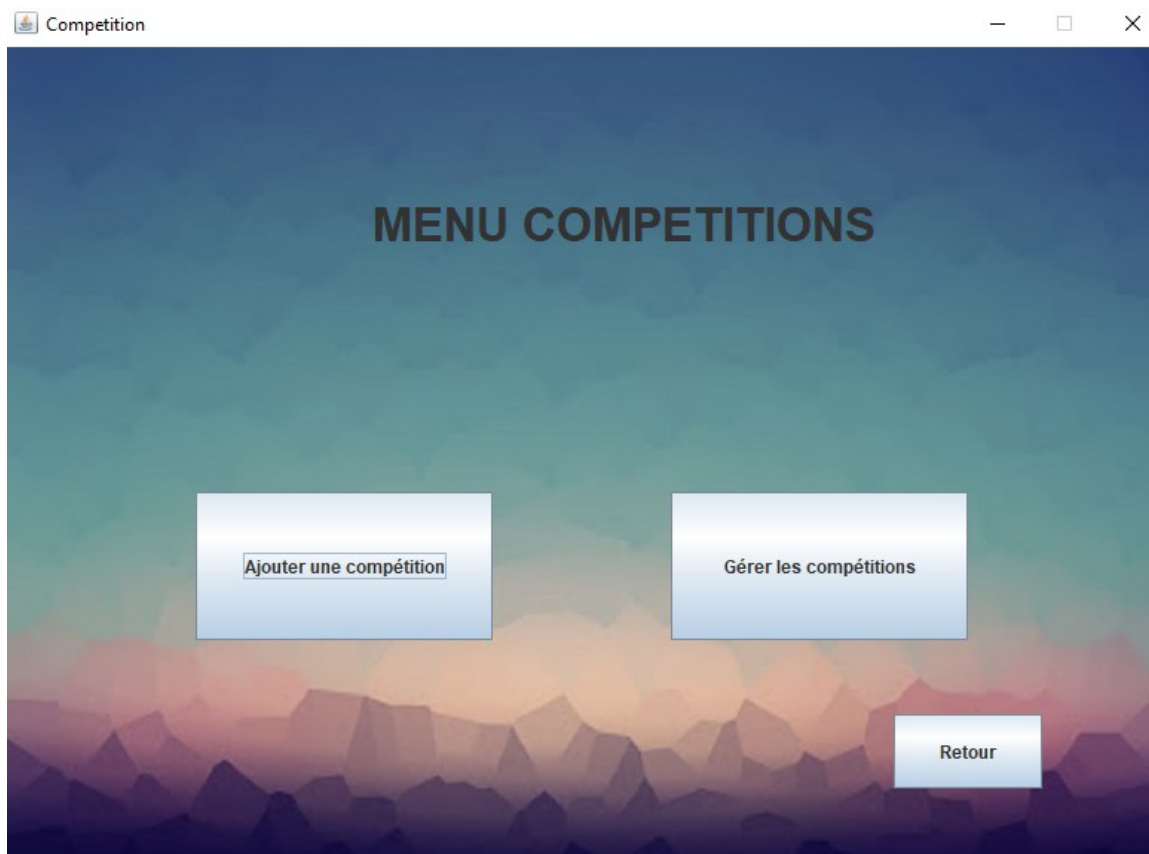 Competition
MENU COMPETITIONS
Ajouter une compétition
Gérer les compétitions
Retour